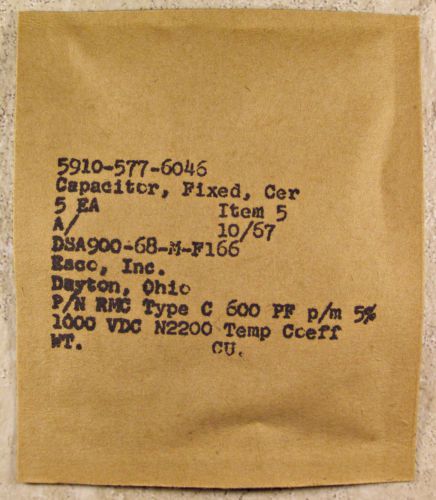 5910-577-6046
Capacitor, Fixed, Cer
5 EA Item 5
A/ 10/67
DSA900-68-M-F166
Esco, Inc.
Dayton, Ohio
P/N RMC Type C 600 PF p/m 5%
1000 VDC N2200 Temp Coeff
WT. CU.